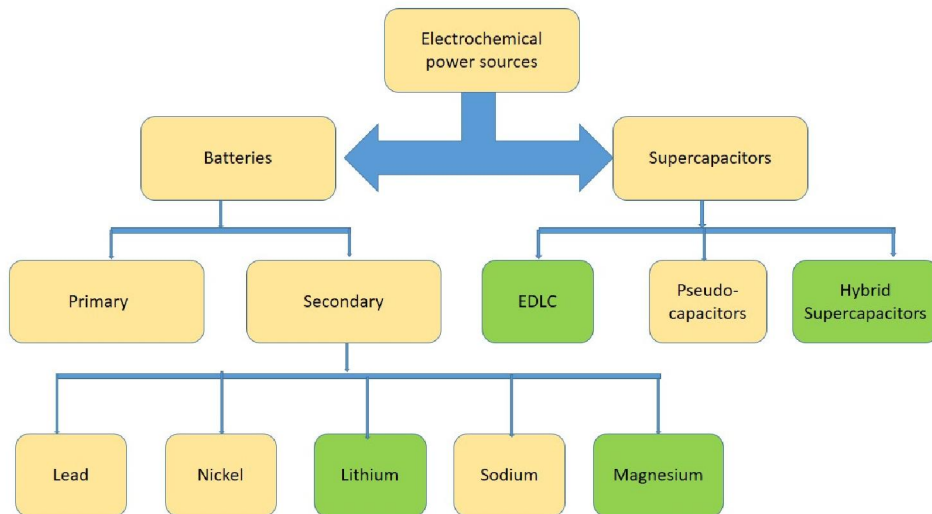 Electrochemical
power sources
Batteries
Supercapacitors
Primary
Secondary
EDLC
Pseudo-
capacitors
Hybrid
Supercapacitors
Lead
Nickel
Lithium
Sodium
Magnesium